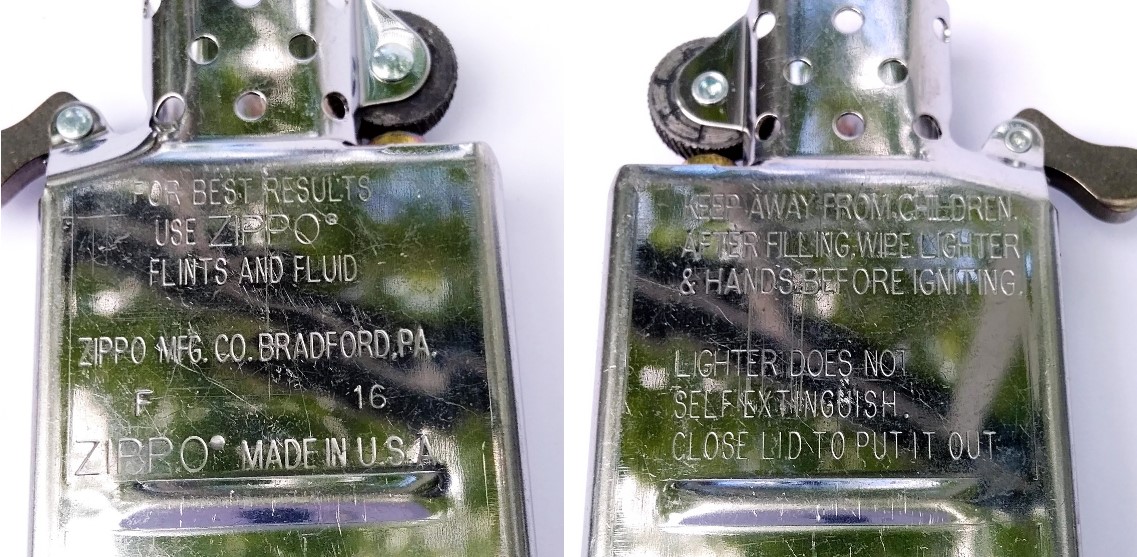 FOR BEST RESULTS
USE ZIPPO®
FLINTS AND FLUID
ZIPPO MFG. CO. BRADFORD, PA.
F 16
ZIPPO® MADE IN U.S.A
KEEP AWAY FROM CHILDREN.
AFTER FILLING, WIPE LIGHTER
& HANDS BEFORE IGNITING.
LIGHTER DOES NOT
SELF EXTINGUISH.
CLOSE LID TO PUT IT OUT